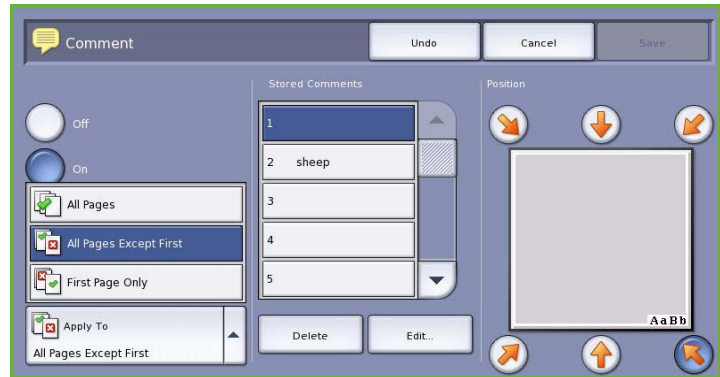 Comment
Undo
Cancel
Save
Stored Comments
Position
Off
On
All Pages
All Pages Except First
First Page Only
Apply To
All Pages Except First
1
2 sheep
3
4
5
Delete
Edit...
AaBb